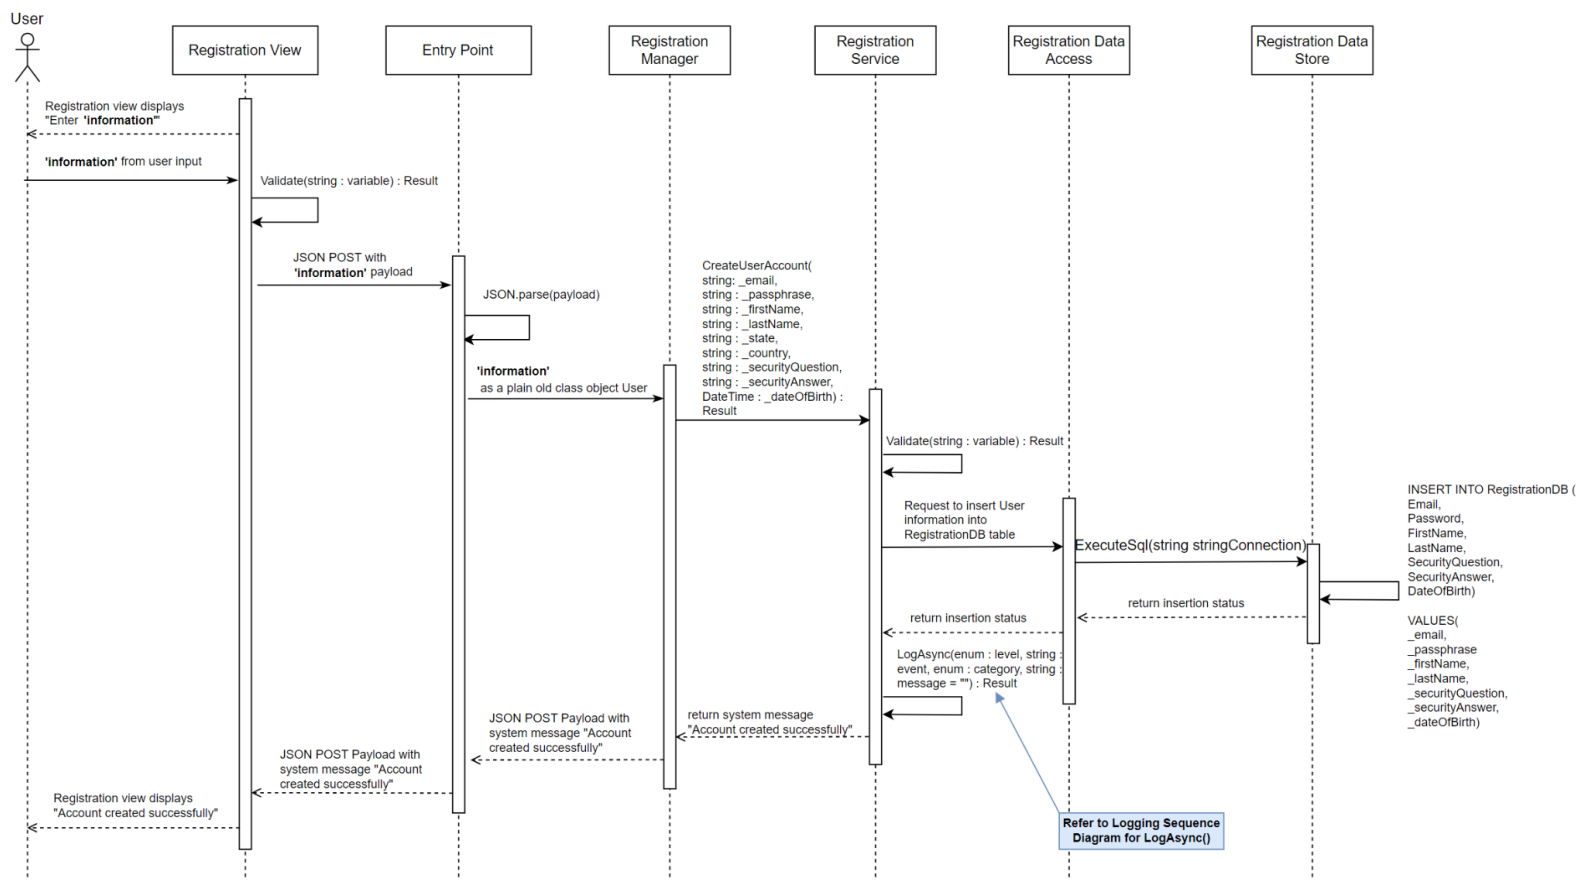 User
Registration View
Entry Point
Registration
Manager
Registration
Service
Registration Data
Access
Registration Data
Store
Registration view displays
"Enter 'information'"
'information' from user input
Validate(string : variable) : Result
JSON POST with
'information' payload
JSON.parse(payload)
'information'
as a plain old class object User
CreateUserAccount(
string: _email,
string : _passphrase,
string : _firstName,
string : _lastName,
string : _state,
string : _country,
string : _securityQuestion,
string : _securityAnswer,
DateTime : _dateOfBirth) :
Result
Validate(string : variable) : Result
Request to insert User
information into
RegistrationDB table
ExecuteSql(string stringConnection)
INSERT INTO RegistrationDB (
Email,
Password,
FirstName,
LastName,
SecurityQuestion,
SecurityAnswer,
DateOfBirth)
VALUES(
_email,
_passphrase
_firstName,
_lastName,
_securityQuestion,
_securityAnswer,
_dateOfBirth)
return insertion status
return insertion status
LogAsync(enum : level, string :
event, enum : category, string :
message = "") : Result
return system message
"Account created successfully"
JSON POST Payload with
system message "Account
created successfully"
JSON POST Payload with
system message "Account
created successfully"
Registration view displays
"Account created successfully"
Refer to Logging Sequence
Diagram for LogAsync()